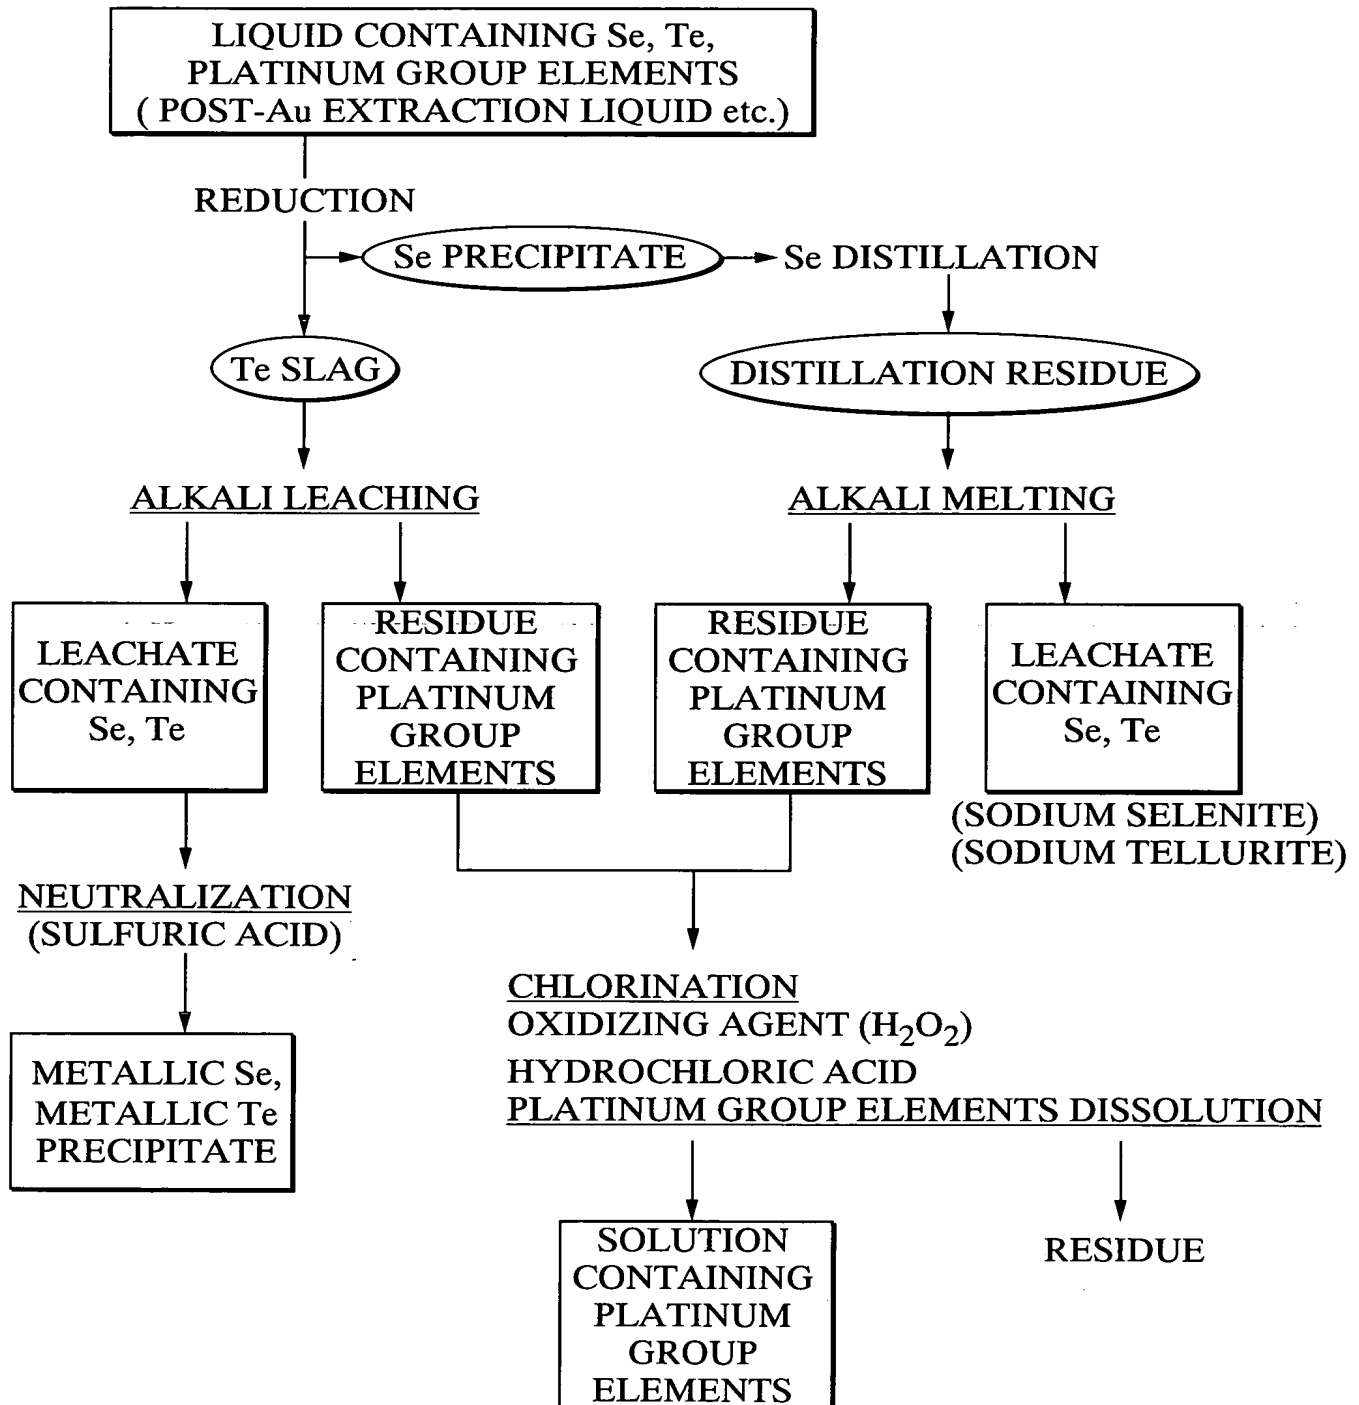 LIQUID CONTAINING Se, Te,
PLATINUM GROUP ELEMENTS
( POST-Au EXTRACTION LIQUID etc.)
REDUCTION
Se PRECIPITATE
Se DISTILLATION
Te SLAG
DISTILLATION RESIDUE
ALKALI LEACHING
ALKALI MELTING
LEACHATE
CONTAINING
Se, Te
RESIDUE
CONTAINING
PLATINUM
GROUP
ELEMENTS
RESIDUE
CONTAINING
PLATINUM
GROUP
ELEMENTS
LEACHATE
CONTAINING
Se, Te
(SODIUM SELENITE)
(SODIUM TELLURITE)
NEUTRALIZATION
(SULFURIC ACID)
METALLIC Se,
METALLIC Te
PRECIPITATE
CHLORINATION
OXIDIZING AGENT (H₂O₂)
HYDROCHLORIC ACID
PLATINUM GROUP ELEMENTS DISSOLUTION
SOLUTION
CONTAINING
PLATINUM
GROUP
ELEMENTS
RESIDUE